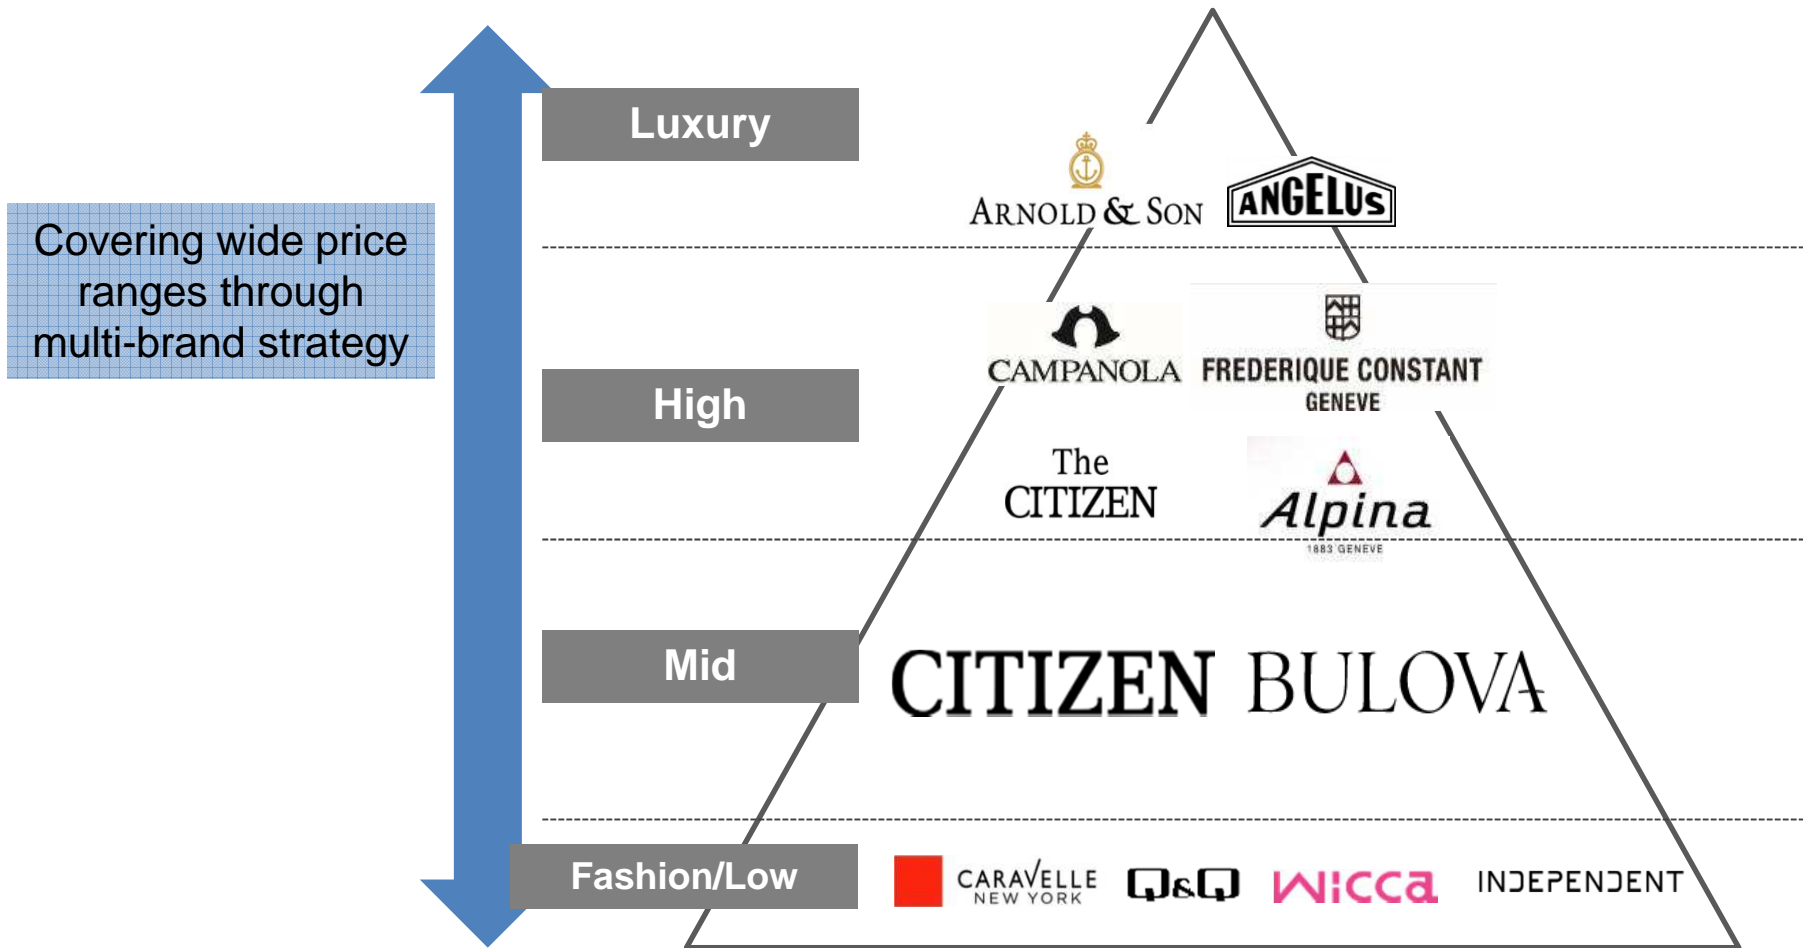 Covering wide price
ranges through
multi-brand strategy
Luxury
ARNOLD & SON
ANGELUS
High
CAMPANOLA
FREDERIQUE CONSTANT
GENEVE
The
CITIZEN
Alpina
1883 GENEVE
Mid
CITIZEN
BULOVA
Fashion/Low
CARAVELLE
NEW YORK
Q&Q
wicca
INDEPENDENT